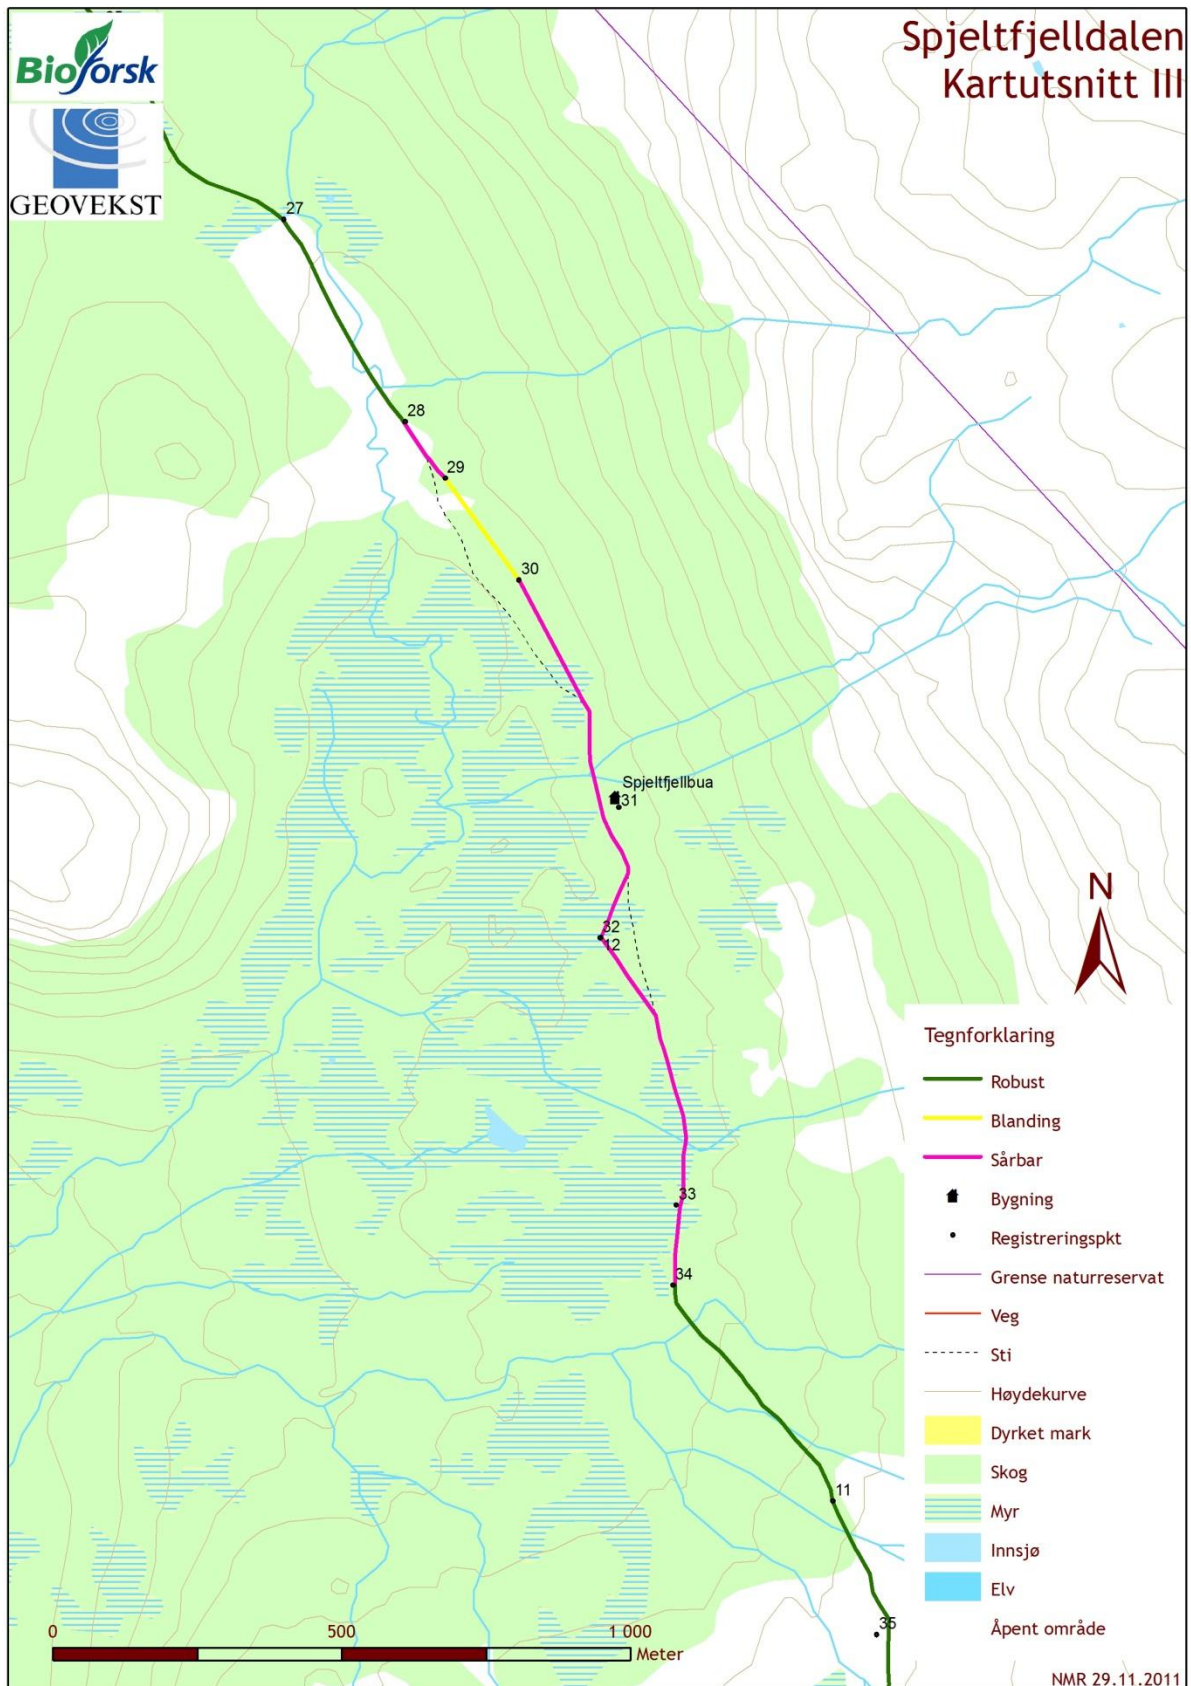 Bioforsk
GEOVEKST
Spjeltfjelldalen
Kartutsnitt III
27
28
29
30
Spjeltfjellbua
31
32
12
33
34
11
35
N
Tegnforklaring
Robust
Blanding
Sårbar
Bygning
Registreringspkt
Grense naturreservat
Veg
Sti
Høydekurve
Dyrket mark
Skog
Myr
Innsjø
Elv
Åpent område
0 500 1 000
Meter
NMR 29.11.2011